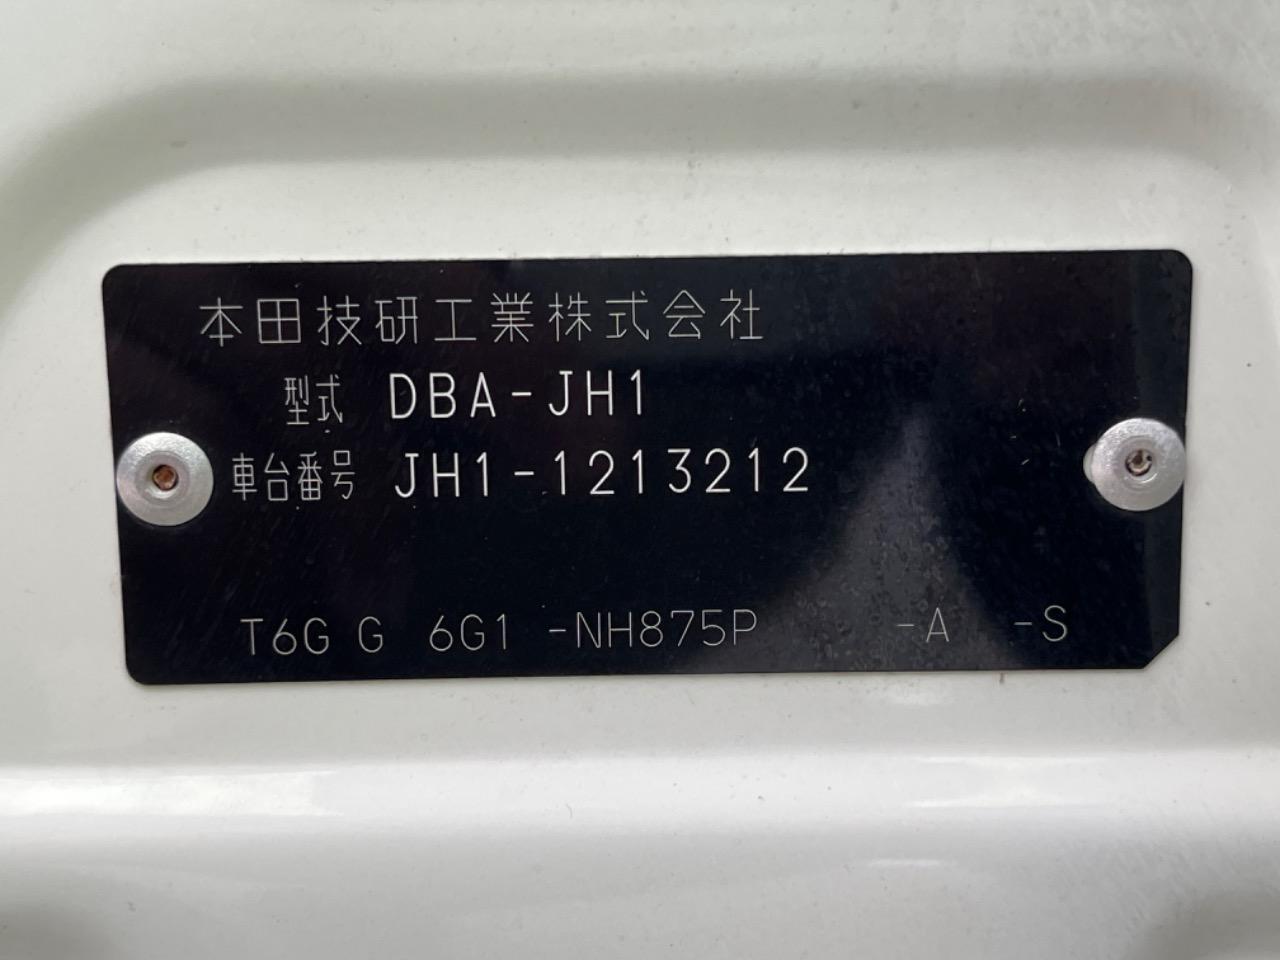 本田技研工業株式会社
型式 DBA-JH1
車台番号 JH1-1213212
T6G G 6G1 -NH875P -A -S